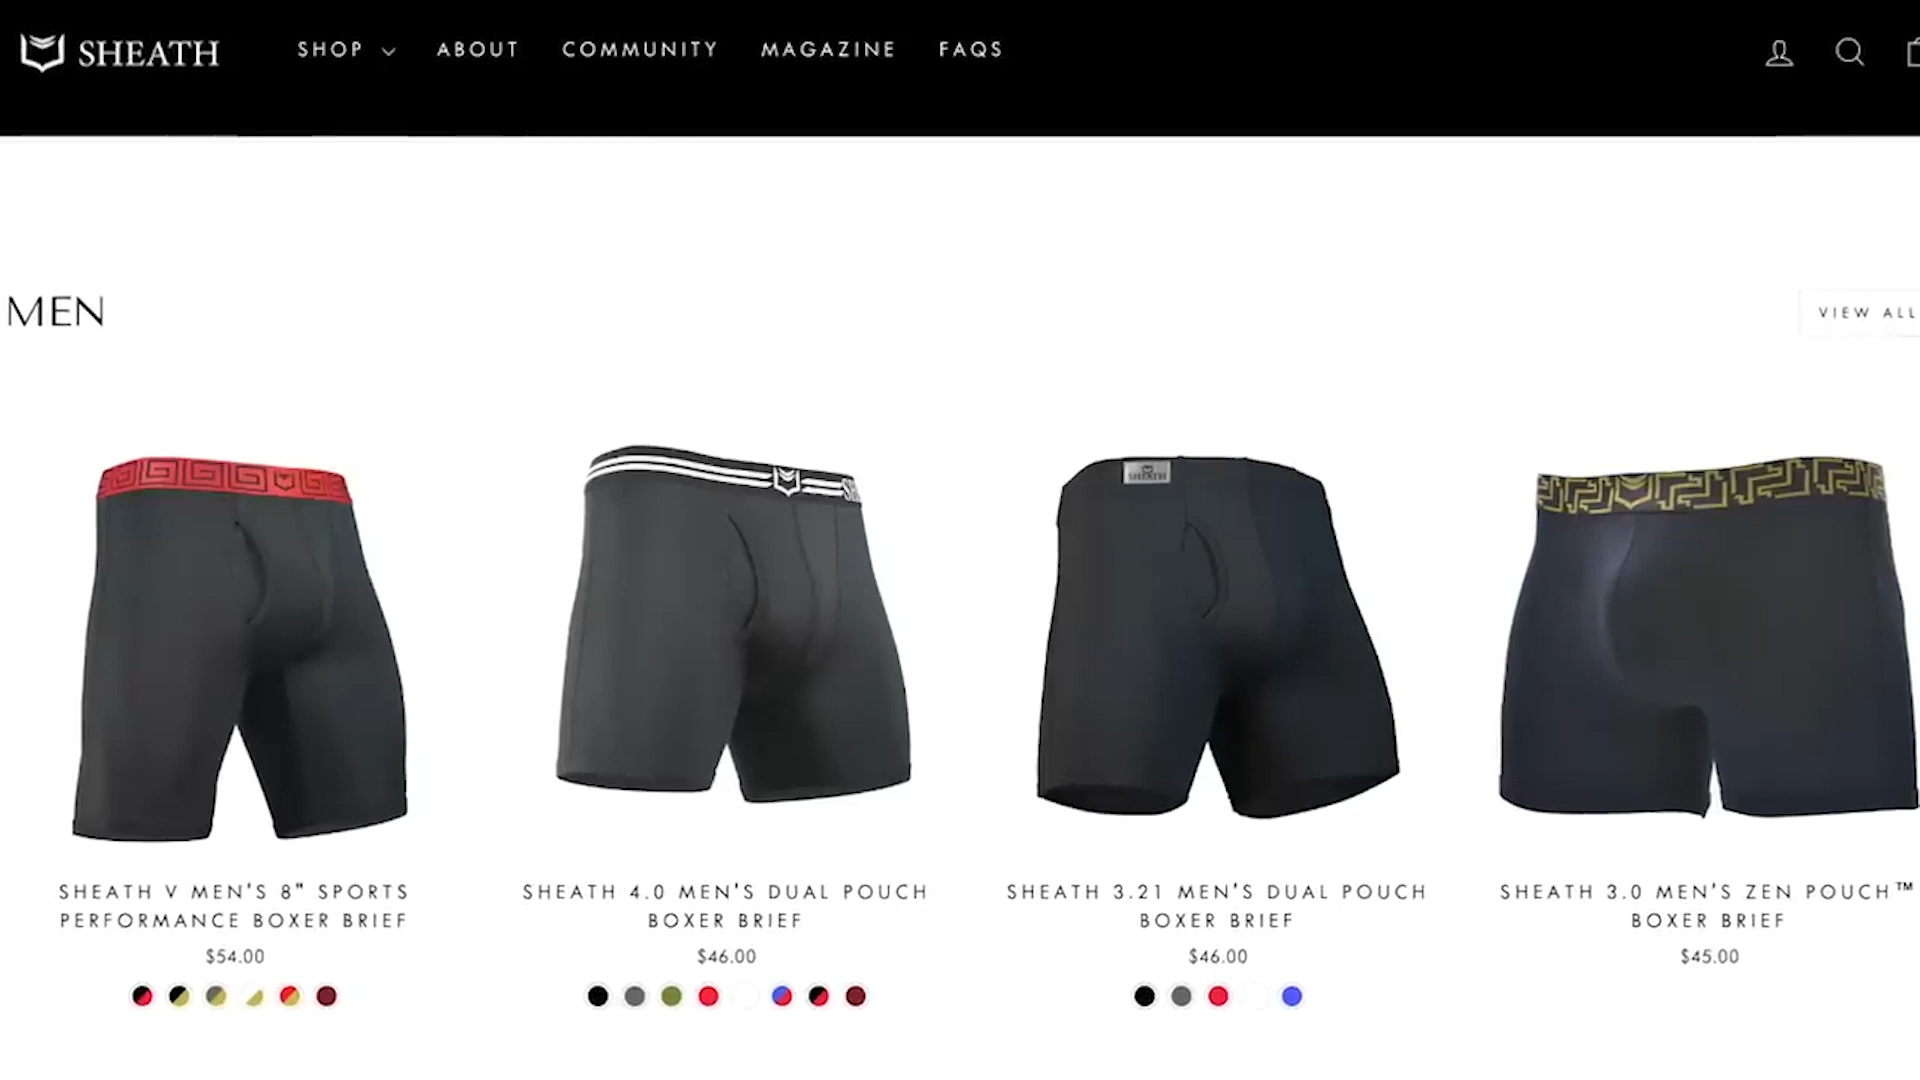 SHEATH SHOP ABOUT COMMUNITY MAGAZINE FAQS
MEN
VIEW ALL
SHEATH
SHEATH V MEN'S 8" SPORTS
PERFORMANCE BOXER BRIEF
$54.00
SHEATH 4.0 MEN'S DUAL POUCH
BOXER BRIEF
$46.00
SHEATH 3.21 MEN'S DUAL POUCH
BOXER BRIEF
$46.00
SHEATH 3.0 MEN'S ZEN POUCH™
BOXER BRIEF
$45.00